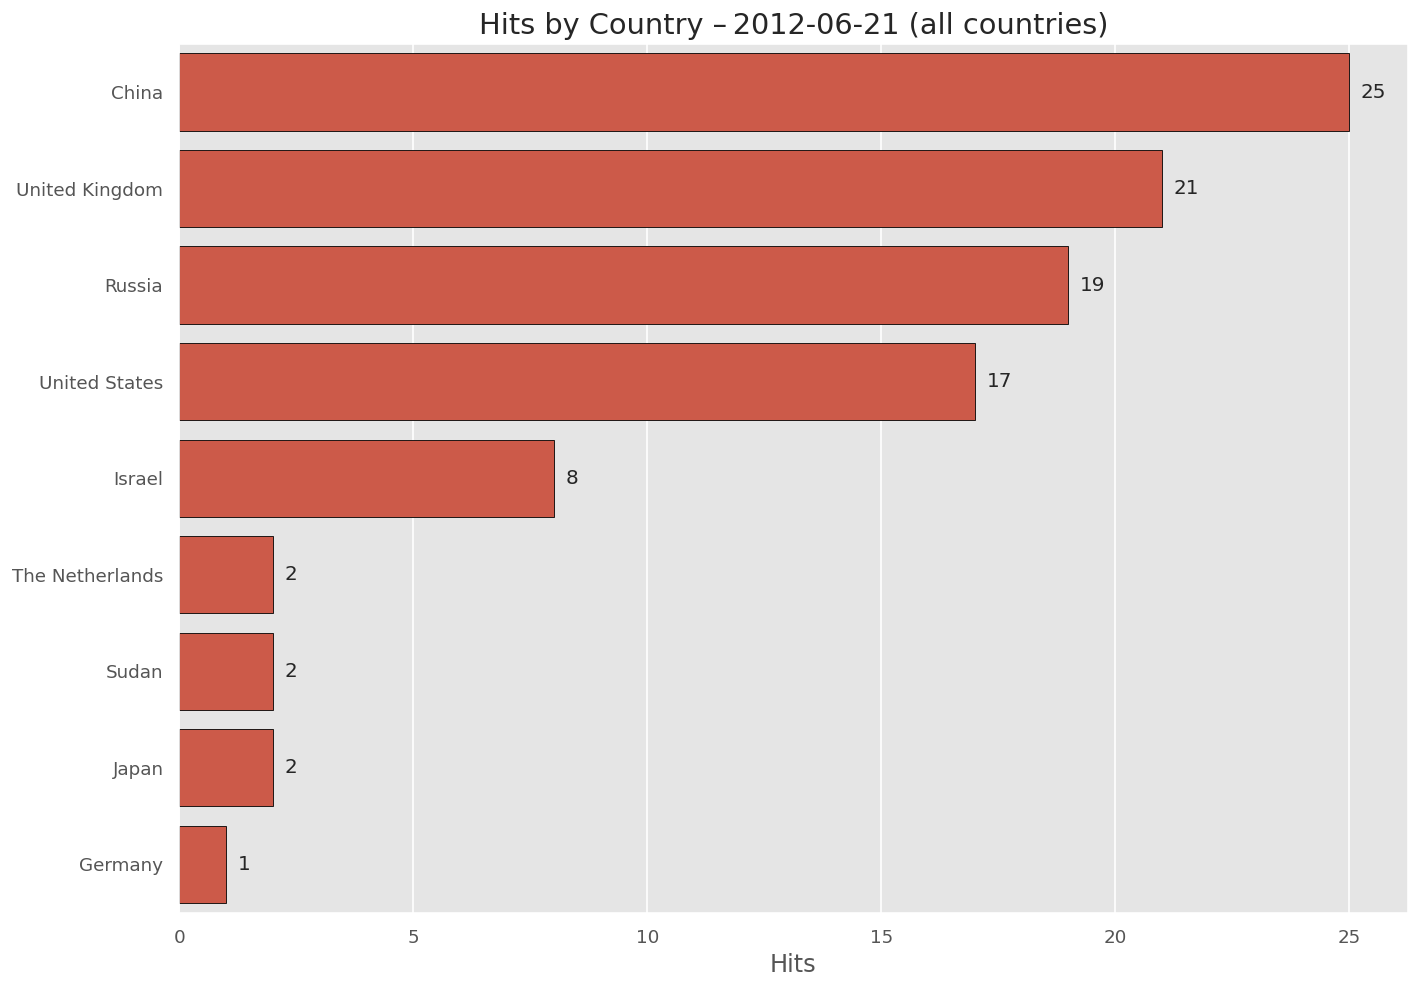 Hits by Country – 2012-06-21 (all countries)
China 25
United Kingdom 21
Russia 19
United States 17
Israel 8
The Netherlands 2
Sudan 2
Japan 2
Germany 1
0 5 10 15 20 25
Hits